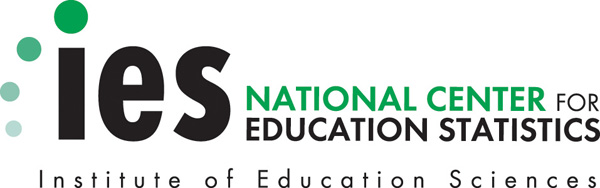 ies NATIONAL CENTER FOR
EDUCATION STATISTICS
Institute of Education Sciences